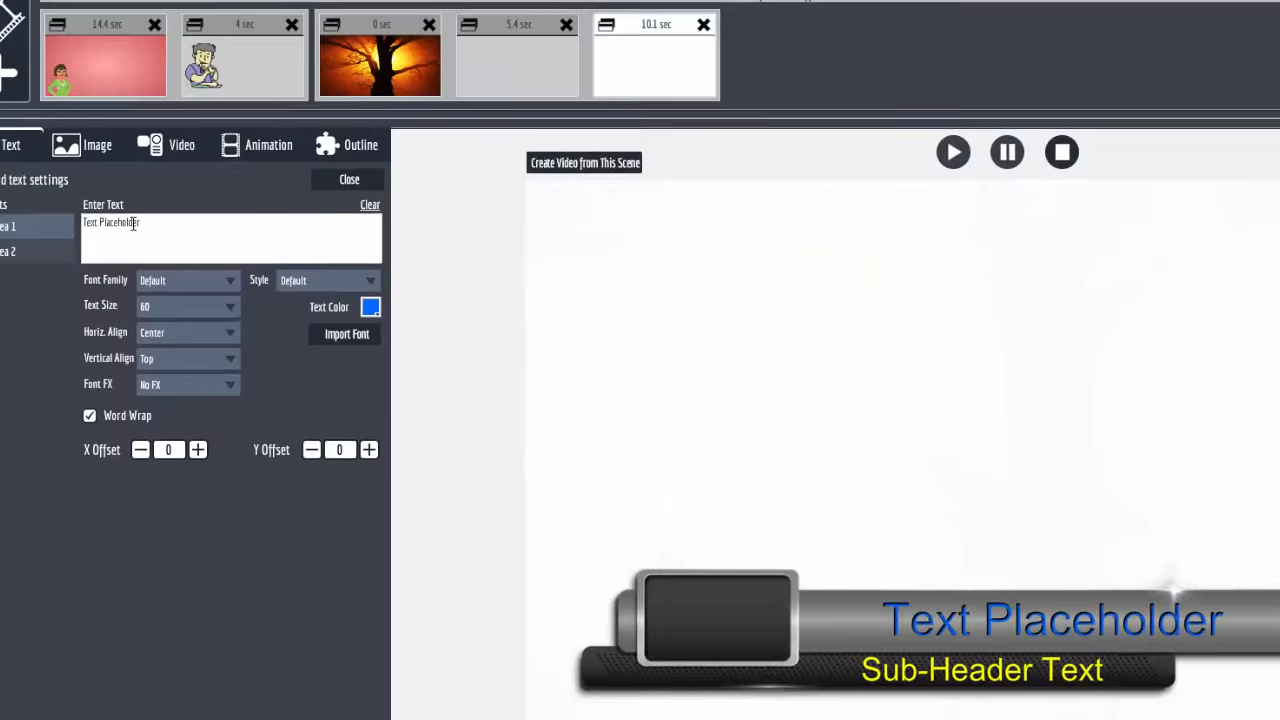 14.4 sec
4 sec
0 sec
5.4 sec
10.1 sec
Text
Image
Video
Animation
Outline
Create Video from This Scene
d text settings
Close
ts
Enter Text
Clear
ea 1
Text Placeholder
ea 2
Font Family
Default
Style
Default
Text Size
60
Text Color
Horiz. Align
Center
Import Font
Vertical Align
Top
Font FX
No FX
Word Wrap
X Offset
0
Y Offset
0
Text Placeholder
Sub-Header Text